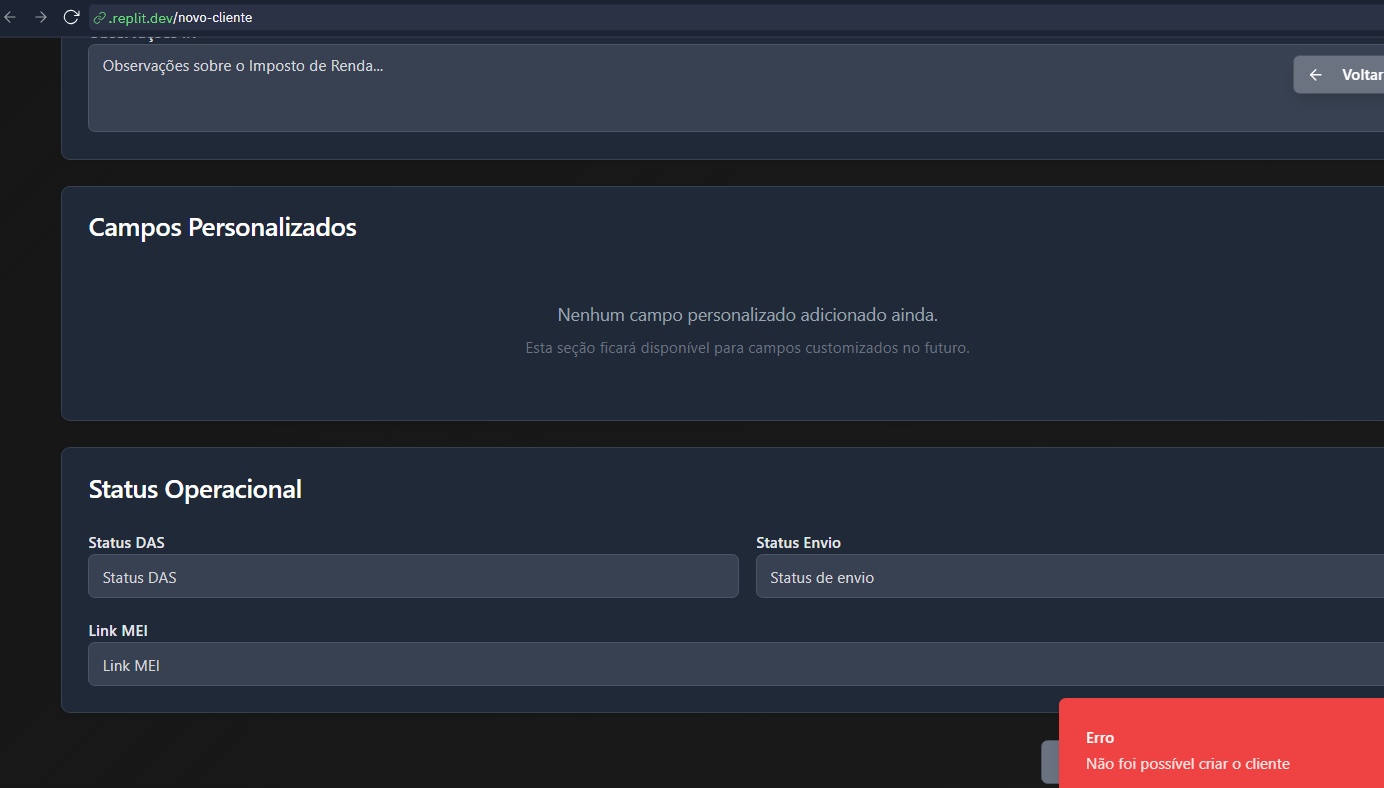 .replit.dev/novo-cliente
Observações sobre o Imposto de Renda...
Voltar
Campos Personalizados
Nenhum campo personalizado adicionado ainda.
Esta seção ficará disponível para campos customizados no futuro.
Status Operacional
Status DAS
Status Envio
Status DAS
Status de envio
Link MEI
Link MEI
Erro
Não foi possível criar o cliente